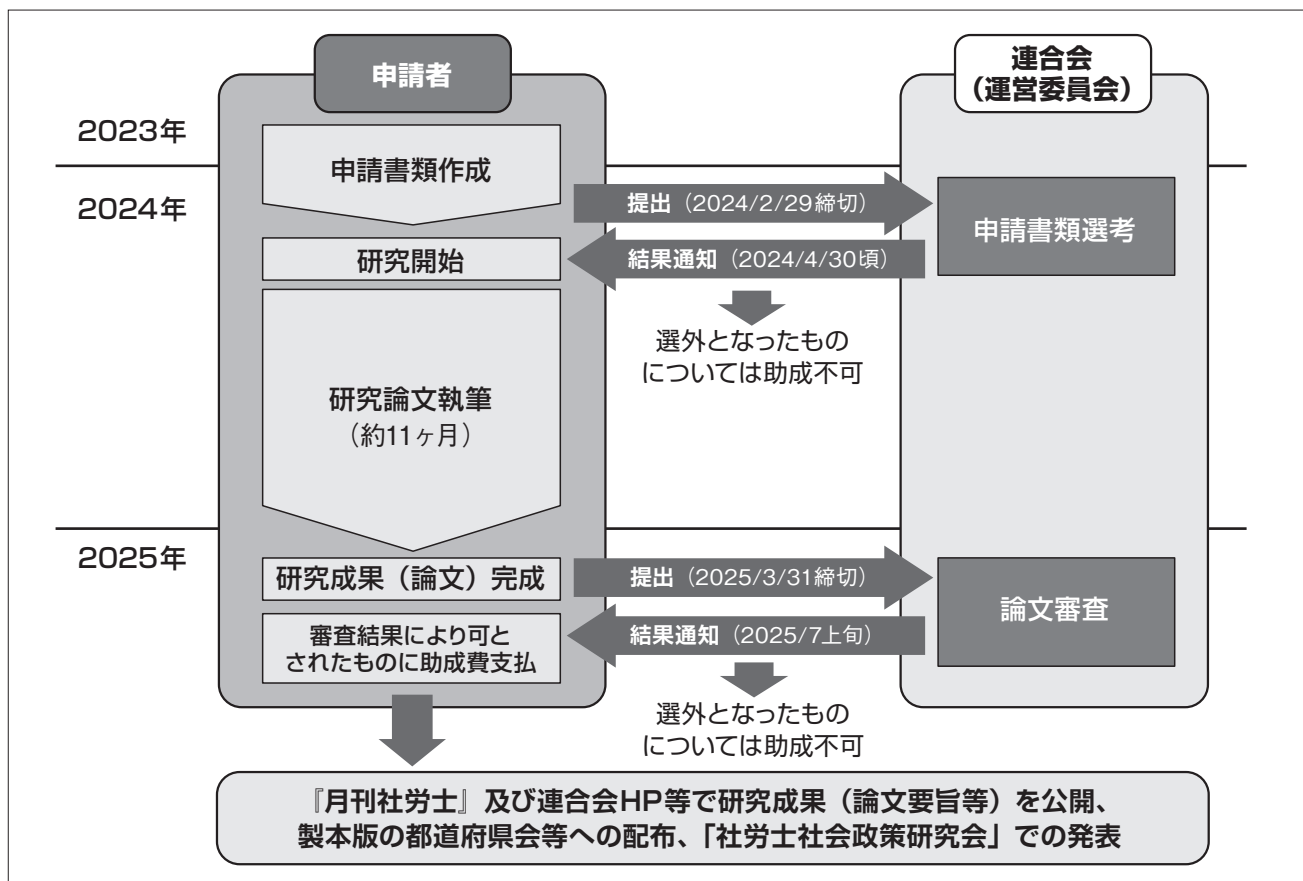 申請者
連合会
（運営委員会）
2023年
申請書類作成
2024年
提出（2024/2/29締切）
申請書類選考
研究開始
結果通知（2024/4/30頃）
選外となったもの
については助成不可
研究論文執筆
（約11ヶ月）
2025年
研究成果（論文）完成
提出（2025/3/31締切）
論文審査
審査結果により可と
されたものに助成費支払
結果通知（2025/7上旬）
選外となったもの
については助成不可
『月刊社労士』及び連合会HP等で研究成果（論文要旨等）を公開、
製本版の都道府県会等への配布、「社労士社会政策研究会」での発表